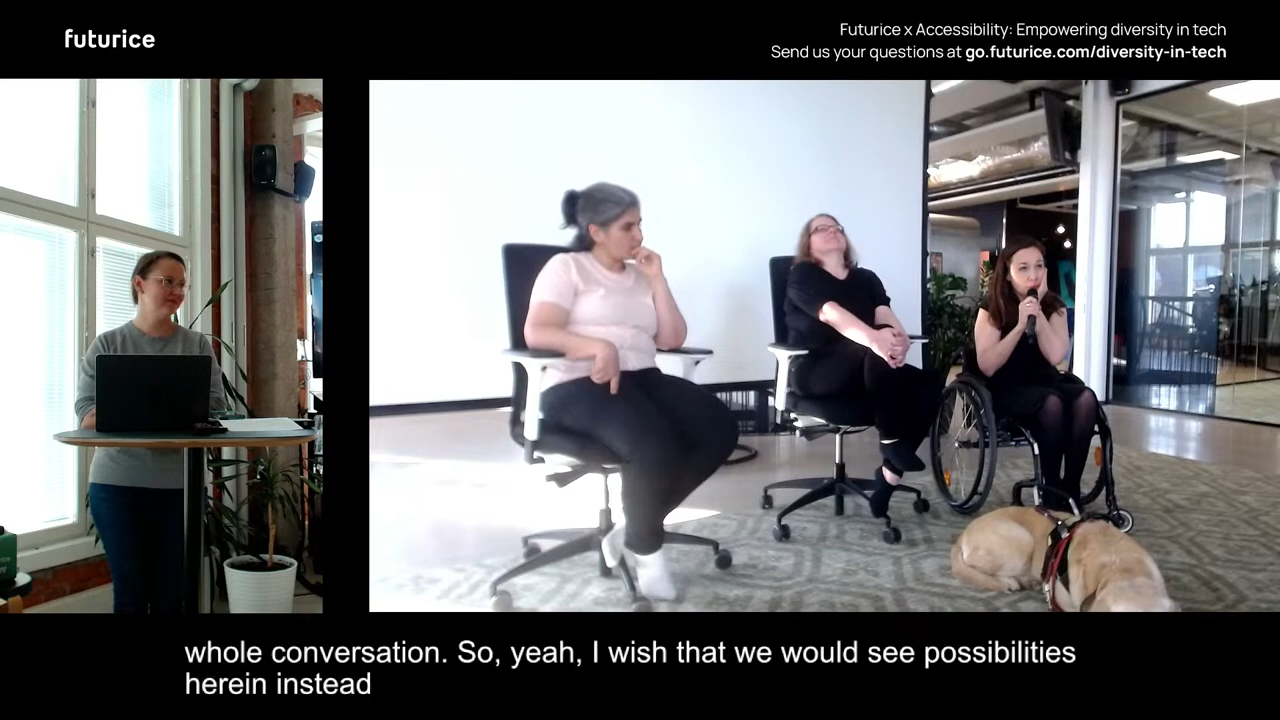 futurice
Futurice x Accessibility: Empowering diversity in tech
Send us your questions at go.futurice.com/diversity-in-tech
whole conversation. So, yeah, I wish that we would see possibilities
herein instead